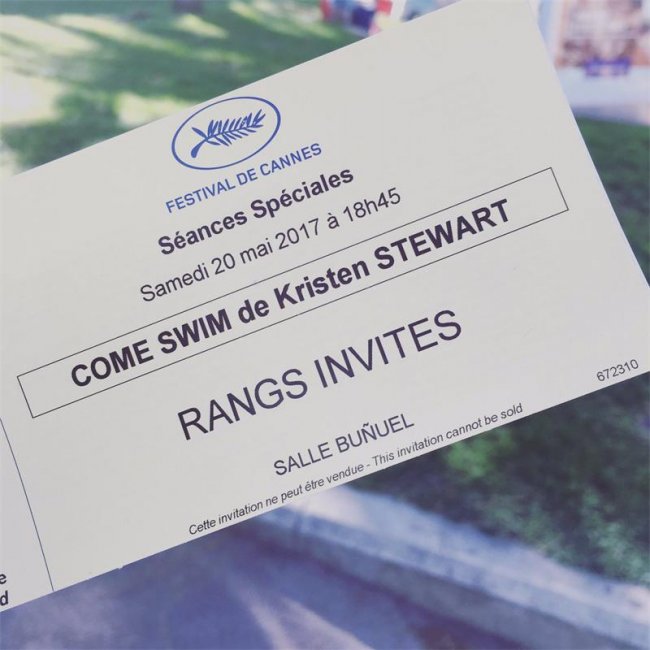 FESTIVAL DE CANNES
Séances Spéciales
Samedi 20 mai 2017 à 18h45
COME SWIM de Kristen STEWART
RANGS INVITES
SALLE BUÑUEL
672310
Cette invitation ne peut être vendue - This invitation cannot be sold
e
d